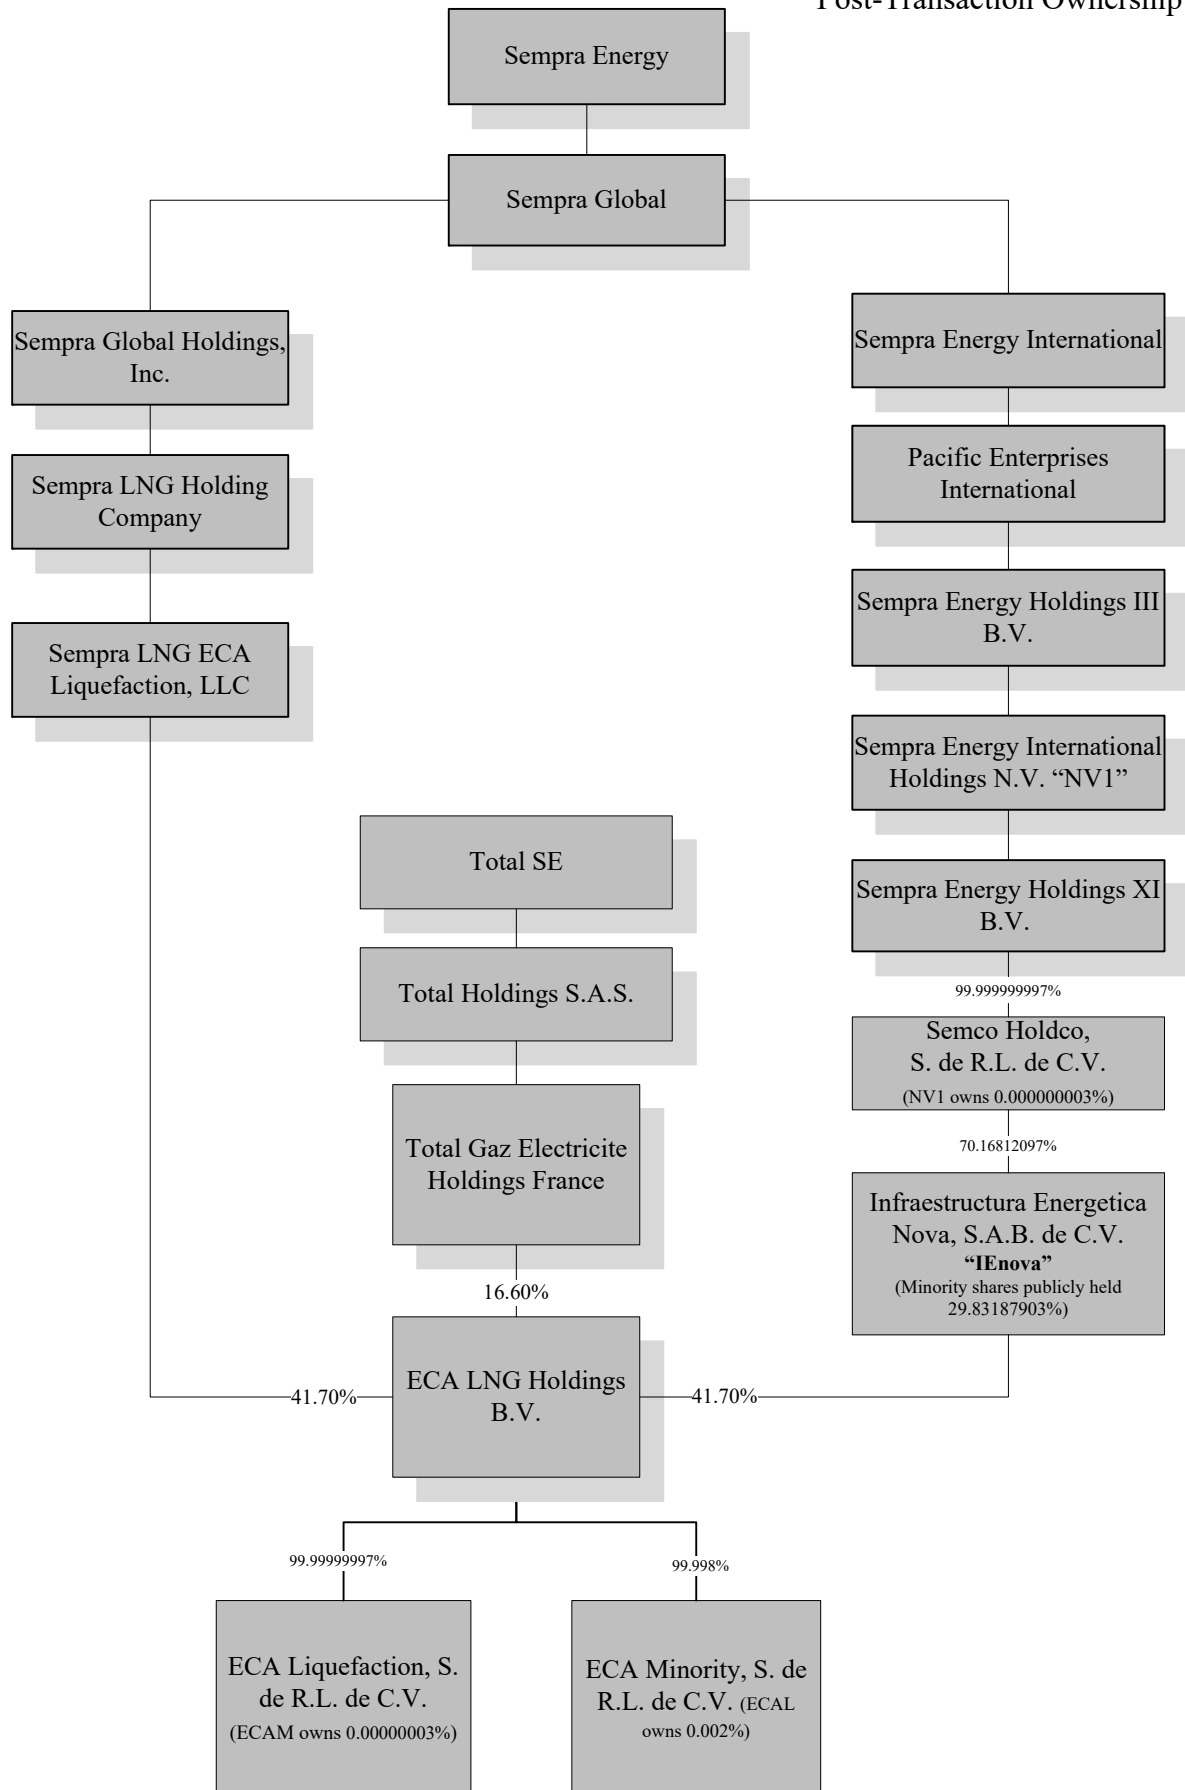 Post-Transaction Ownership
Sempra Energy
Sempra Global
Sempra Global Holdings,
Inc.
Sempra LNG Holding
Company
Sempra LNG ECA
Liquefaction, LLC
Sempra Energy International
Pacific Enterprises
International
Sempra Energy Holdings III
B.V.
Sempra Energy International
Holdings N.V. “NV1”
Sempra Energy Holdings XI
B.V.
99.999999997%
Semco Holdco,
S. de R.L. de C.V.
(NV1 owns 0.000000003%)
70.16812097%
Infraestructura Energetica
Nova, S.A.B. de C.V.
“IEnova”
(Minority shares publicly held
29.83187903%)
Total SE
Total Holdings S.A.S.
Total Gaz Electricite
Holdings France
16.60%
41.70%
ECA LNG Holdings
B.V.
41.70%
99.99999997%
99.998%
ECA Liquefaction, S.
de R.L. de C.V.
(ECAM owns 0.00000003%)
ECA Minority, S. de
R.L. de C.V. (ECAL
owns 0.002%)